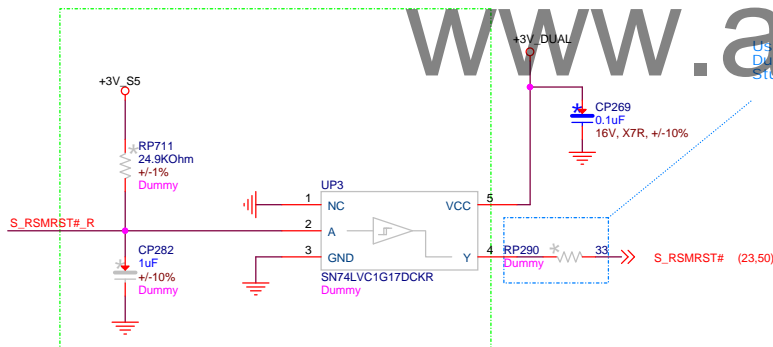 www.a
+3V_DUAL
Us
Du
Stu
+3V_S5
CP269
0.1uF
16V, X7R, +/-10%
RP711
24.9KOhm
+/-1%
Dummy
UP3
1 NC VCC 5
S_RSMRST#_R
2 A
3 GND Y 4
RP290 33
Dummy
S_RSMRST# (23,50)
SN74LVC1G17DCKR
Dummy
CP282
1uF
+/-10%
Dummy